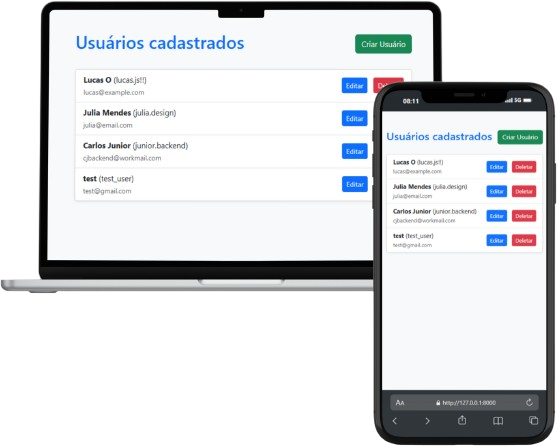 Usuários cadastrados
Criar Usuário
Lucas O (lucas.js!!)
lucas@example.com
Editar
Julia Mendes (julia.design)
julia@email.com
Editar
Carlos Junior (junior.backend)
cjbackend@workmail.com
Editar
test (test_user)
test@gmail.com
Editar
08:11
5G
Usuários cadastrados
Criar Usuário
Lucas O (lucas.js!!)
lucas@example.com
Editar
Deletar
Julia Mendes (julia.design)
julia@email.com
Editar
Deletar
Carlos Junior (junior.backend)
cjbackend@workmail.com
Editar
Deletar
test (test_user)
test@gmail.com
Editar
Deletar
AA
http://127.0.0.1:8000